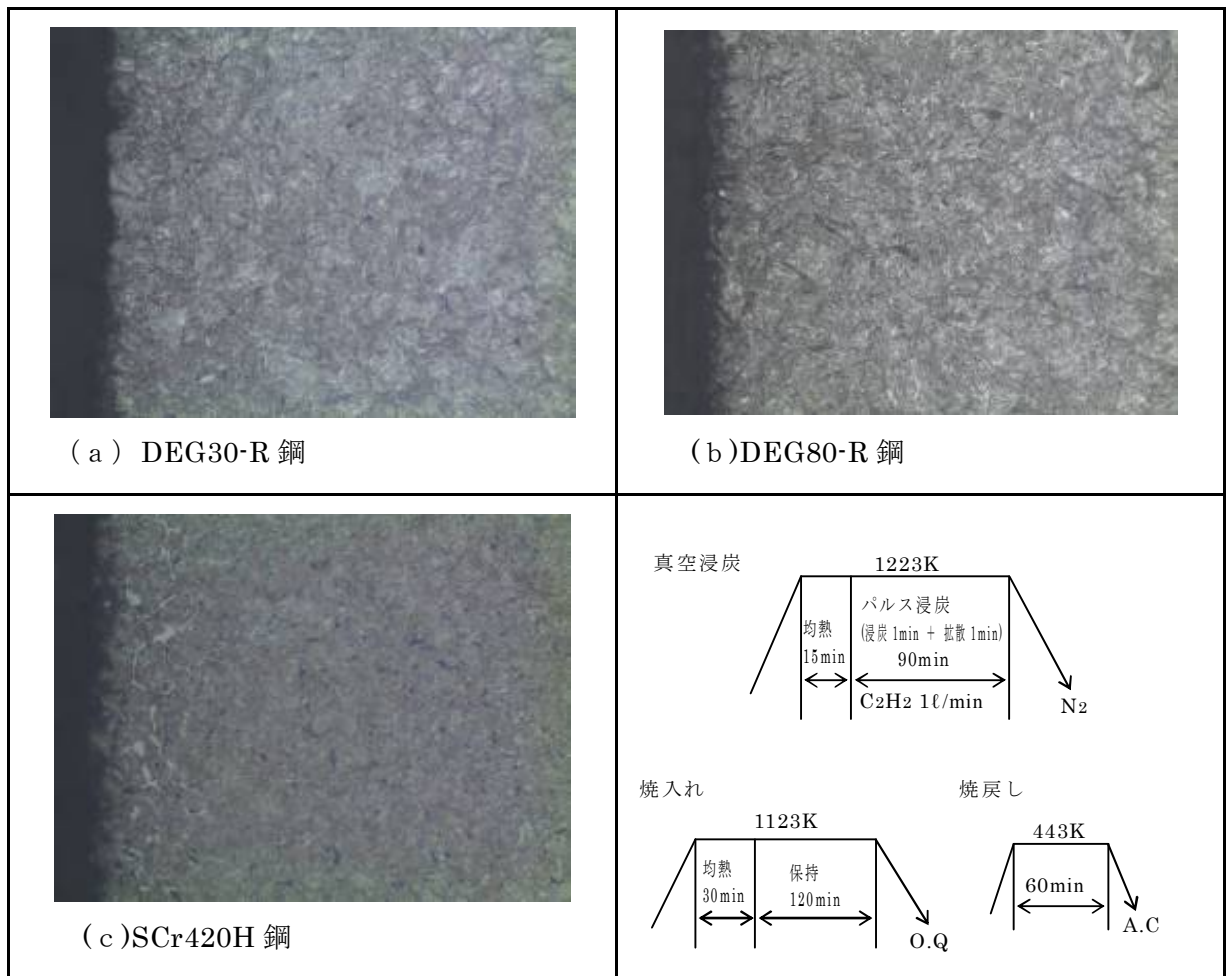 (a) DEG30-R 鋼
(b)DEG80-R 鋼
(c)SCr420H 鋼
真空浸炭
1223K
均熱
15min
パルス浸炭
(浸炭 1min + 拡散 1min)
90min
C2H2 1ℓ/min
N2
焼入れ
1123K
均熱
30min
保持
120min
O.Q
焼戻し
443K
60min
A.C